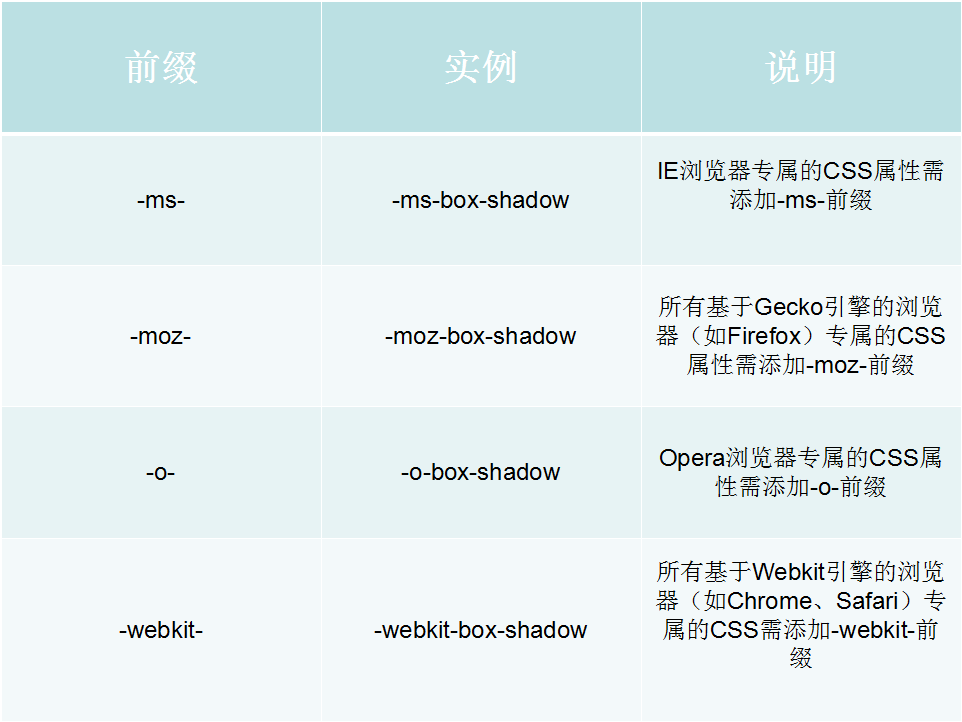 前缀
实例
说明
-ms-
-ms-box-shadow
IE浏览器专属的CSS属性需
添加-ms-前缀
-moz-
-moz-box-shadow
所有基于Gecko引擎的浏览
器（如Firefox）专属的CSS
属性需添加-moz-前缀
-o-
-o-box-shadow
Opera浏览器专属的CSS属
性需添加-o-前缀
-webkit-
-webkit-box-shadow
所有基于Webkit引擎的浏览
器（如Chrome、Safari）专
属的CSS需添加-webkit-前
缀